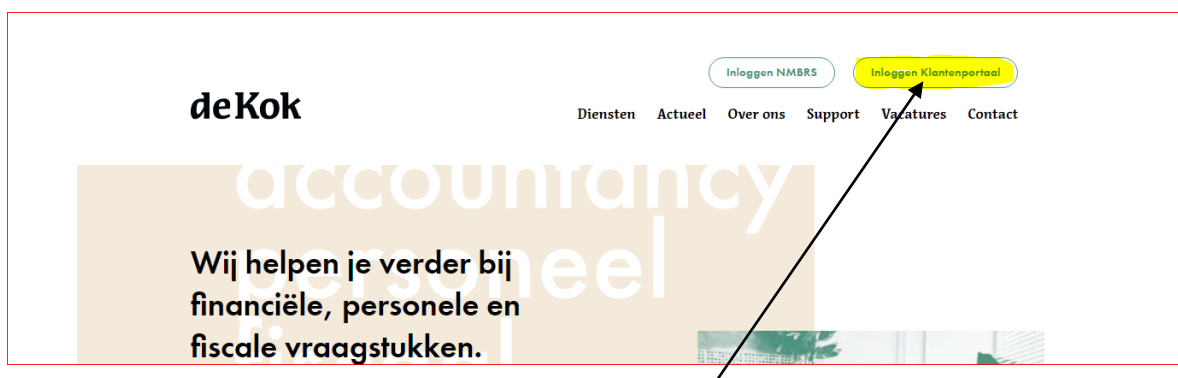 Inloggen NMBRS Inloggen Klantenportaal
deKok
Diensten Actueel Over ons Support Vacatures Contact
accountancy
personeel
fiscaal
Wij helpen je verder bij
financiële, personele en
fiscale vraagstukken.